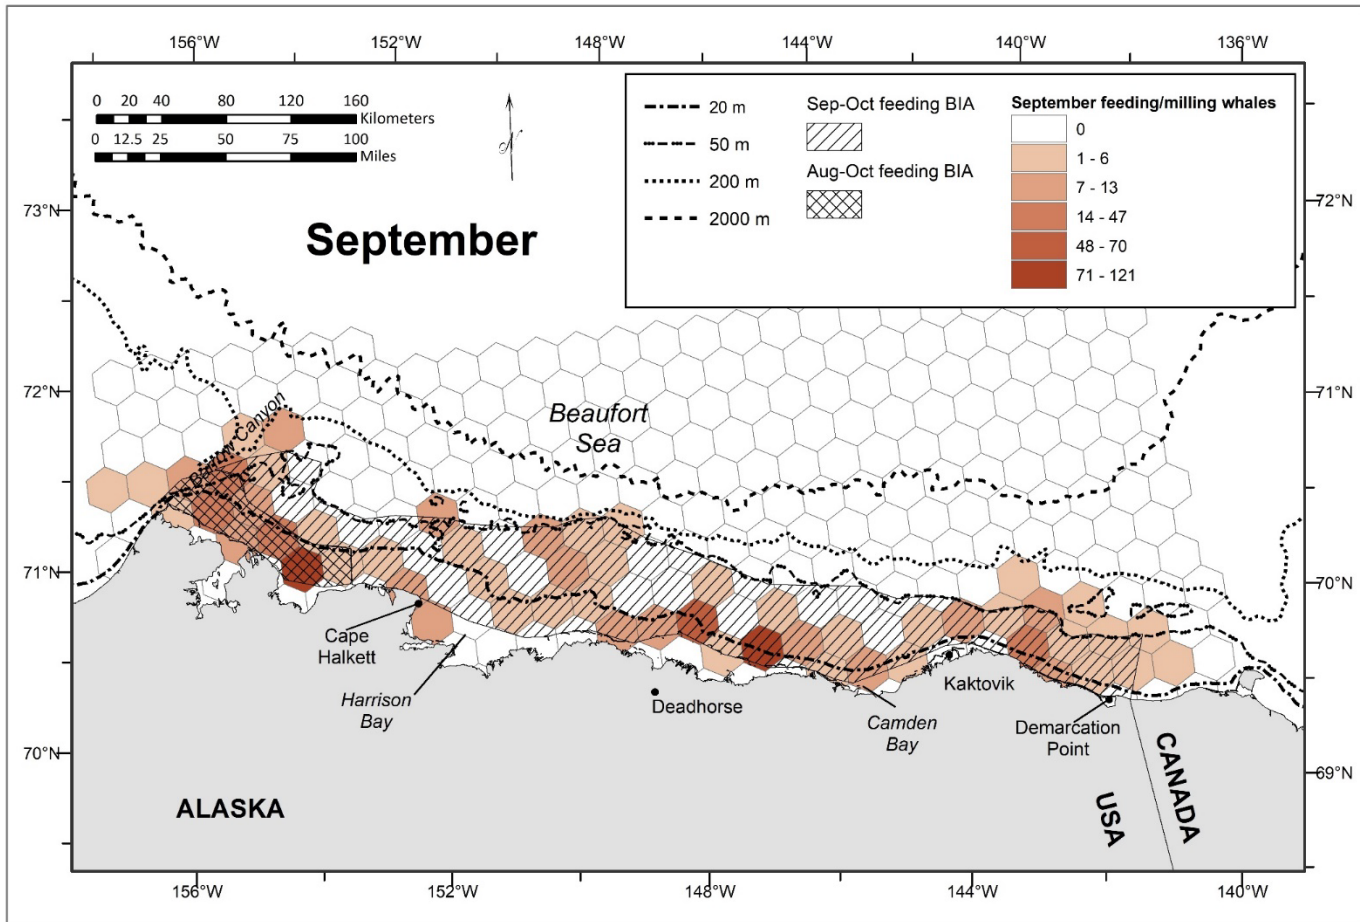 156°W 152°W 148°W 144°W 140°W 136°W
0 20 40 80 120 160
Kilometers
0 12.5 25 50 75 100
Miles
N
20 m
50 m
200 m
2000 m
Sep-Oct feeding BIA
Aug-Oct feeding BIA
September feeding/milling whales
0
1 - 6
7 - 13
14 - 47
48 - 70
71 - 121
73°N
72°N
September
72°N
71°N
Beaufort
Sea
Barrow Canyon
70°N
71°N
Cape
Halkett
Harrison
Bay
Deadhorse
Camden
Bay
Kaktovik
Demarcation
Point
70°N
69°N
ALASKA
USA
CANADA
156°W 152°W 148°W 144°W 140°W